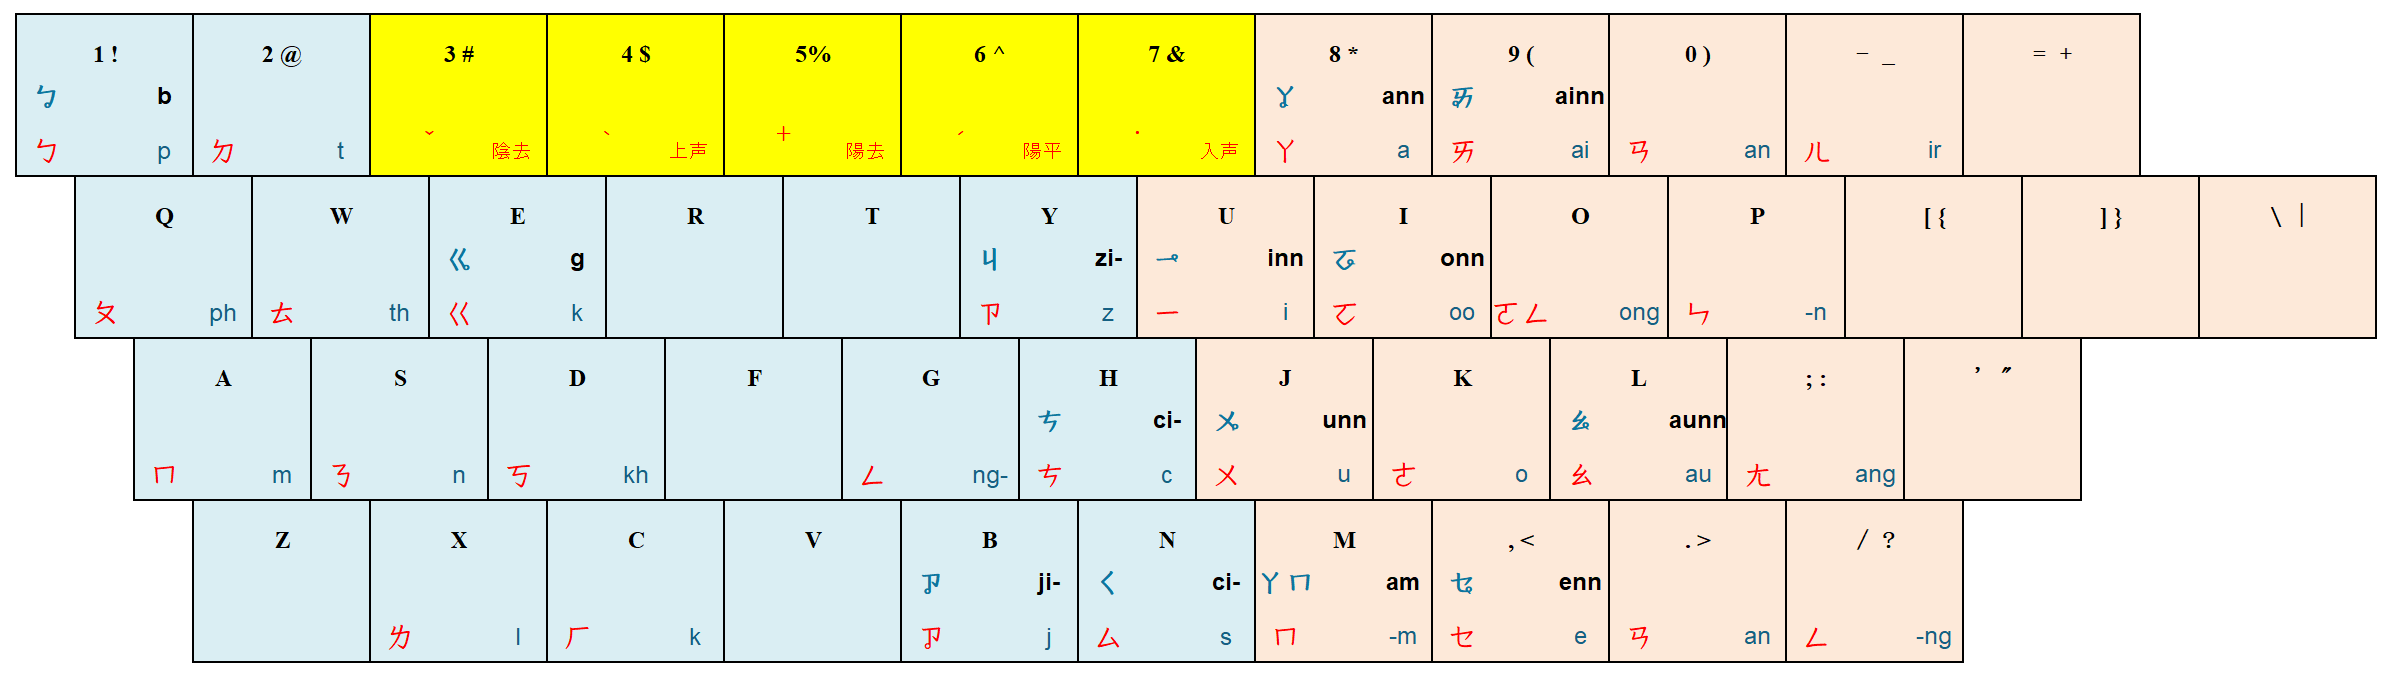 1 ! 2 @ 3 # 4 $ 5% 6 ^ 7 & 8 * 9 ( 0 ) − _ = +
ㆠ b ㆩ ann ㆮ ainn
ㄅ p ㄉ t ˇ 陰去 ˋ 上声 ＋ 陽去 ˊ 陽平 ˙ 入声 ㄚ a ㄞ ai ㄢ an ㄦ ir
Q W E R T Y U I O P [ { ] } \ |
ㆣ g ㄐ zi- ㆪ inn ㆧ onn
ㄆ ph ㄊ th ㄍ k ㄗ z ㄧ i ㆦ oo ㆦㄥ ong ㄣ -n
A S D F G H J K L ; : ’ ″
ㄘ ci- ㆫ unn ㆯ aunn
ㄇ m ㄋ n ㄎ kh ㄥ ng- ㄘ c ㄨ u ㄜ o ㄠ au ㄤ ang
Z X C V B N M , < . > / ?
ㆡ ji- ㄑ ci- ㄚㄇ am ㆥ enn
ㄌ l ㄏ k ㆡ j ㄙ s ㄇ -m ㆤ e ㄢ an ㄥ -ng